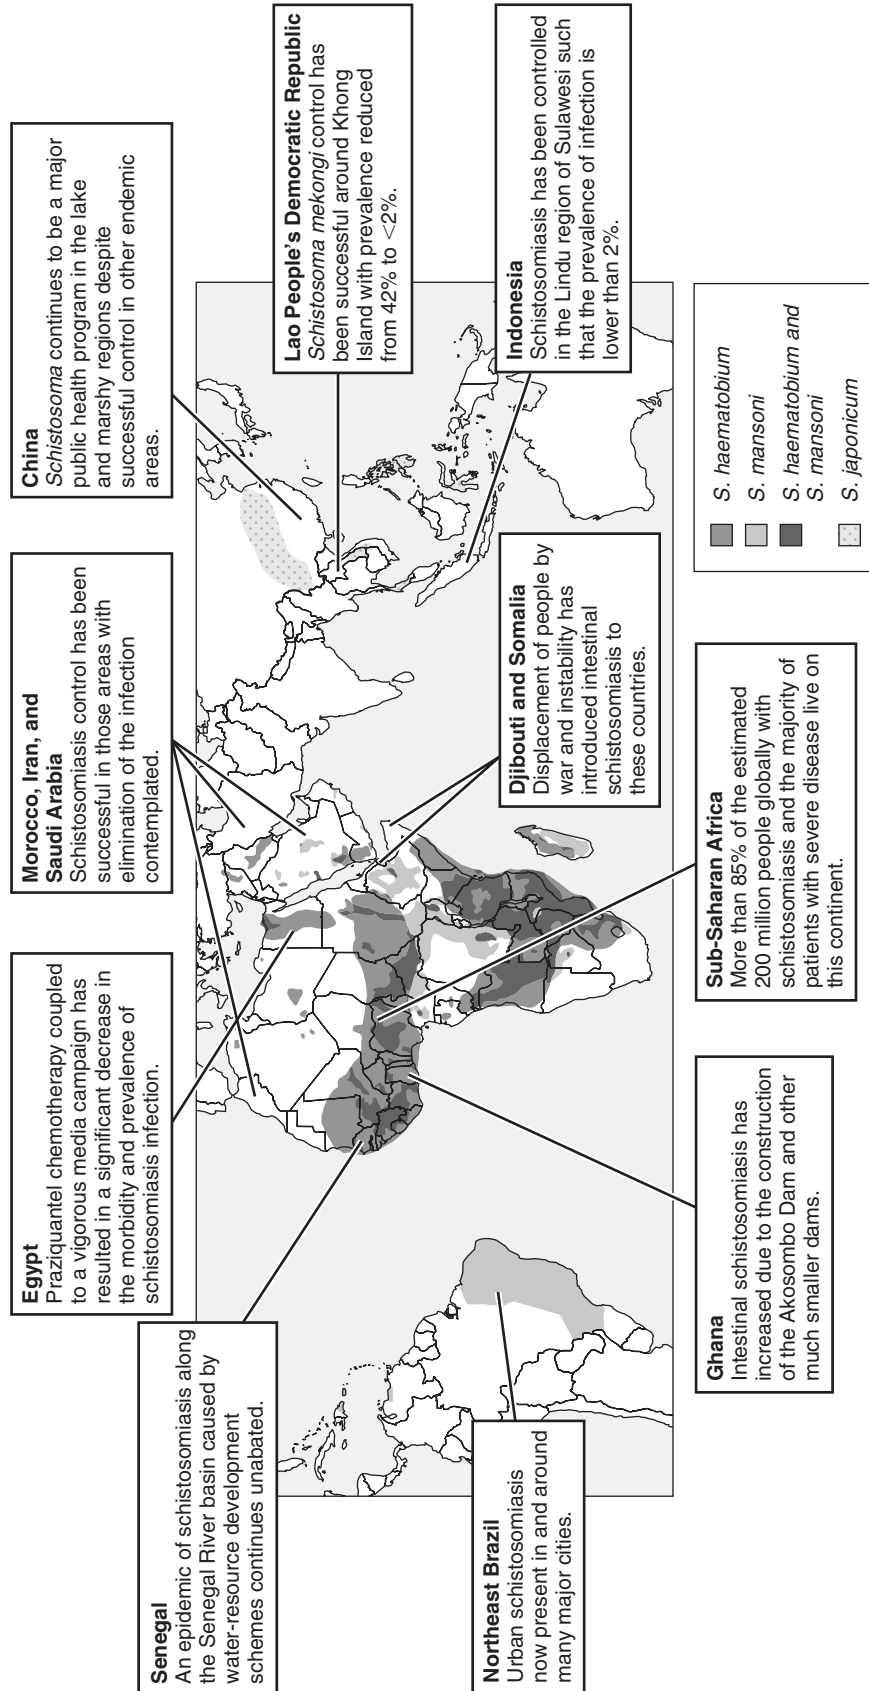 Senegal
An epidemic of schistosomiasis along
the Senegal River basin caused by
water-resource development
schemes continues unabated.
Egypt
Praziquantel chemotherapy coupled
to a vigorous media campaign has
resulted in a significant decrease in
the morbidity and prevalence of
schistosomiasis infection.
Morocco, Iran, and
Saudi Arabia
Schistosomiasis control has been
successful in those areas with
elimination of the infection
contemplated.
China
Schistosoma continues to be a major
public health program in the lake
and marshy regions despite
successful control in other endemic
areas.
Lao People's Democratic Republic
Schistosoma mekongi control has
been successful around Khong
Island with prevalence reduced
from 42% to <2%.
Indonesia
Schistosomiasis has been controlled
in the Lindu region of Sulawesi such
that the prevalence of infection is
lower than 2%.
Djibouti and Somalia
Displacement of people by
war and instability has
introduced intestinal
schistosomiasis to
these countries.
Northeast Brazil
Urban schistosomiasis
now present in and around
many major cities.
Ghana
Intestinal schistosomiasis has
increased due to the construction
of the Akosombo Dam and other
much smaller dams.
Sub-Saharan Africa
More than 85% of the estimated
200 million people globally with
schistosomiasis and the majority of
patients with severe disease live on
this continent.
S. haematobium
S. mansoni
S. haematobium and
S. mansoni
S. japonicum